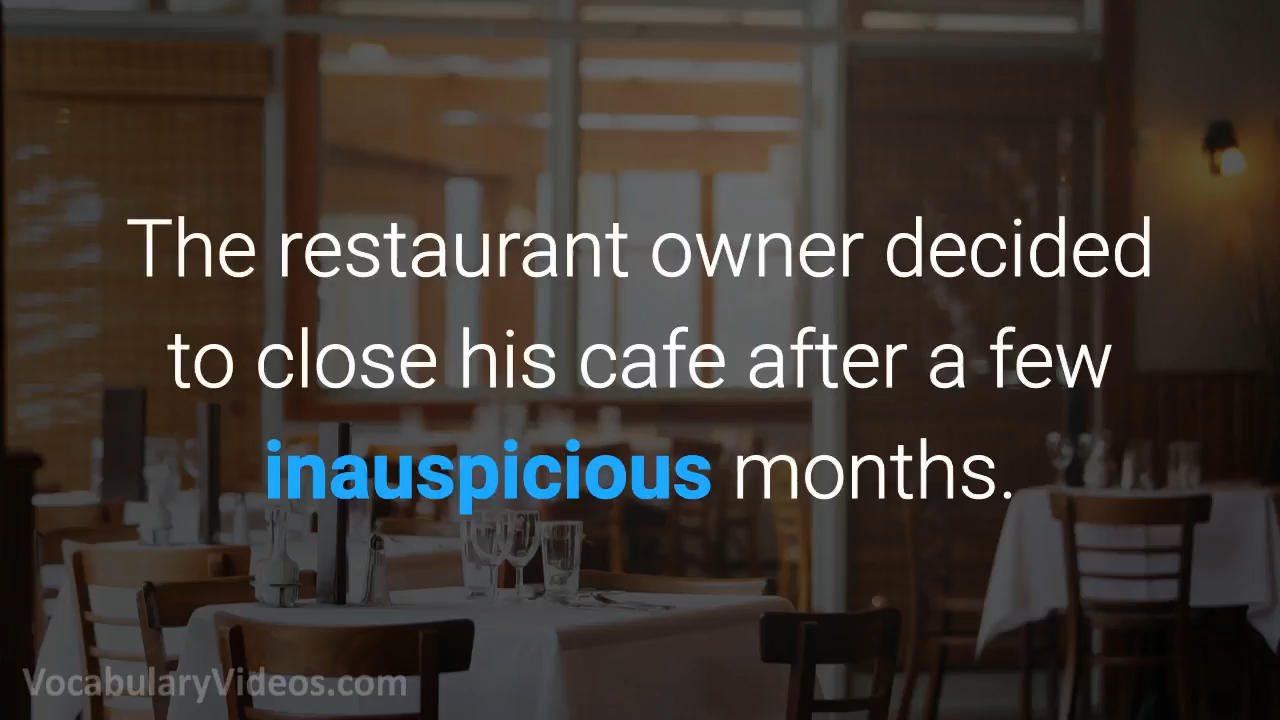 The restaurant owner decided
to close his cafe after a few
inauspicious months.
VocabularyVideos.com